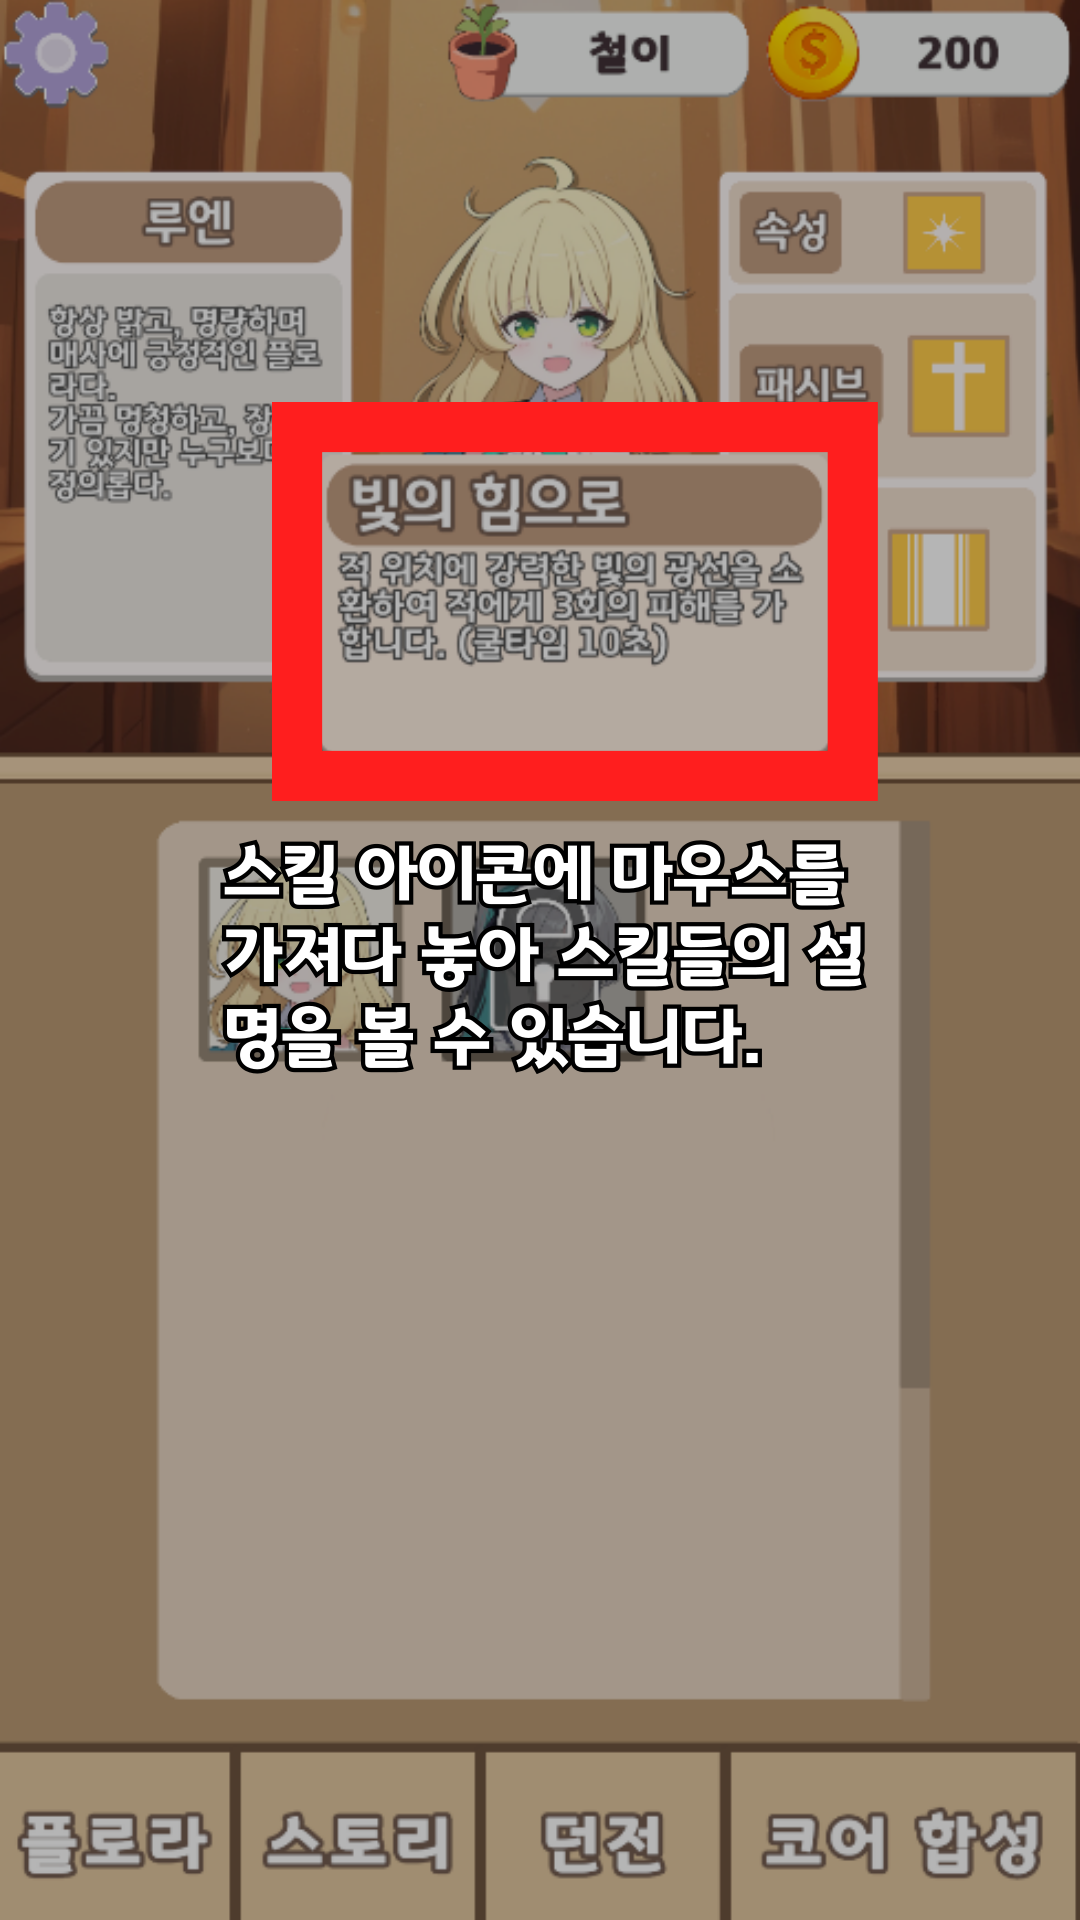 철이
200
루엔
항상 밝고, 명량하며
매사에 긍정적인 플로
라다.
가끔 멍청하고, 장
기 있지만 누구보다
정의롭다.
속성
패시브
빛의 힘으로
적 위치에 강력한 빛의 광선을 소
환하여 적에게 3회의 피해를 가
합니다. (쿨타임 10초)
스킬 아이콘에 마우스를
가져다 놓아 스킬들의 설
명을 볼 수 있습니다.
플로라
스토리
던전
코어 합성